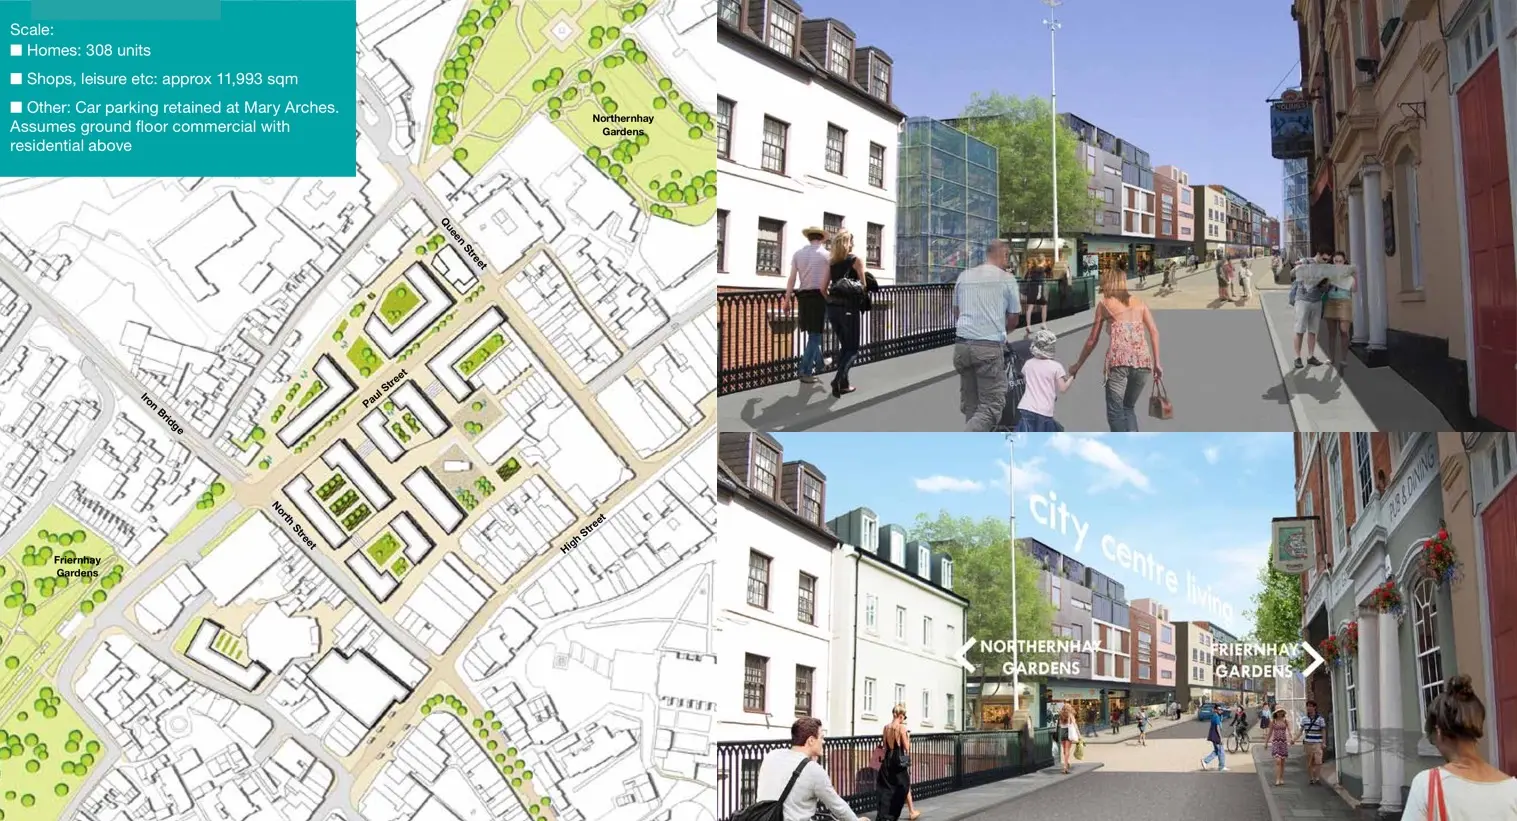 Scale:
■ Homes: 308 units
■ Shops, leisure etc: approx 11,993 sqm
■ Other: Car parking retained at Mary Arches.
Assumes ground floor commercial with
residential above
Northernhay
Gardens
Queen Street
Paul Street
Iron Bridge
North Street
High Street
Friernhay
Gardens
city centre living
NORTHERNHAY
GARDENS
FRIERNHAY
GARDENS
PUB & DINING